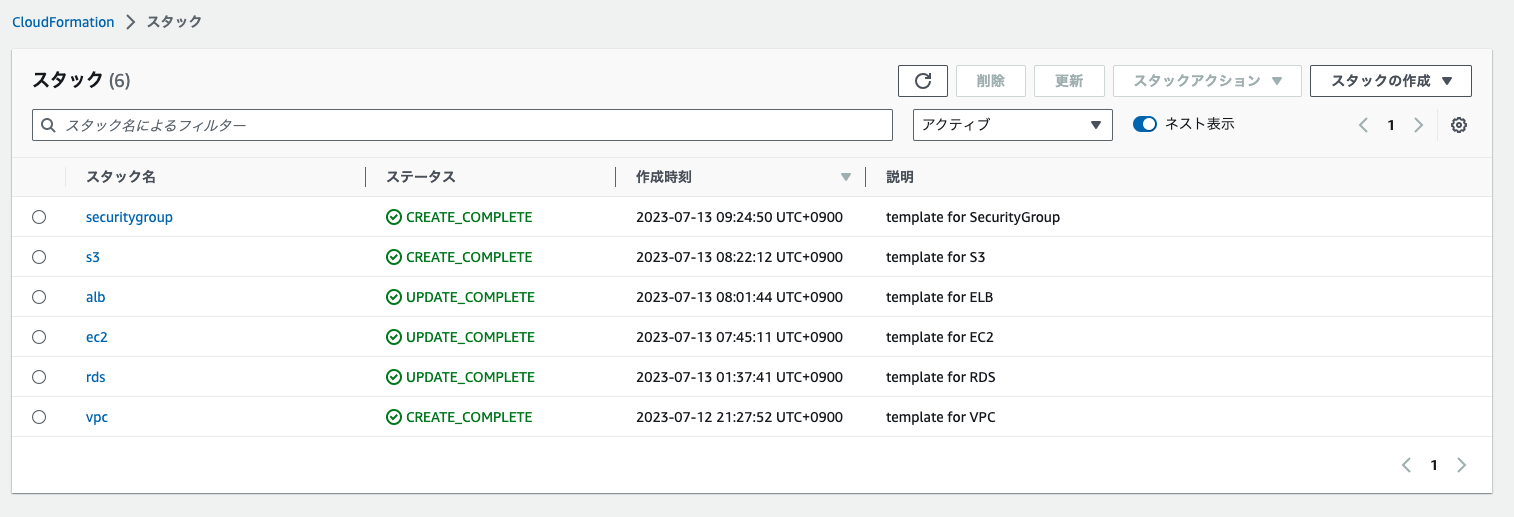 CloudFormation > スタック
スタック (6)
削除 更新 スタックアクション ▼ スタックの作成 ▼
スタック名によるフィルター アクティブ ▼ ネスト表示 < 1 >
スタック名 ステータス 作成時刻 ▼ 説明
securitygroup CREATE_COMPLETE 2023-07-13 09:24:50 UTC+0900 template for SecurityGroup
s3 CREATE_COMPLETE 2023-07-13 08:22:12 UTC+0900 template for S3
alb UPDATE_COMPLETE 2023-07-13 08:01:44 UTC+0900 template for ELB
ec2 UPDATE_COMPLETE 2023-07-13 07:45:11 UTC+0900 template for EC2
rds UPDATE_COMPLETE 2023-07-13 01:37:41 UTC+0900 template for RDS
vpc CREATE_COMPLETE 2023-07-12 21:27:52 UTC+0900 template for VPC
< 1 >